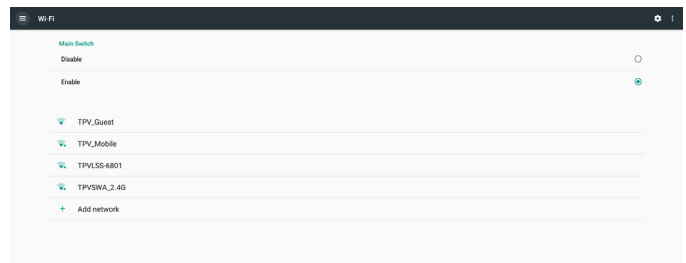 Wi-Fi
Main Switch
Disable
Enable
TPV_Guest
TPV_Mobile
TPVLSS-6801
TPVSWA_2.4G
Add network